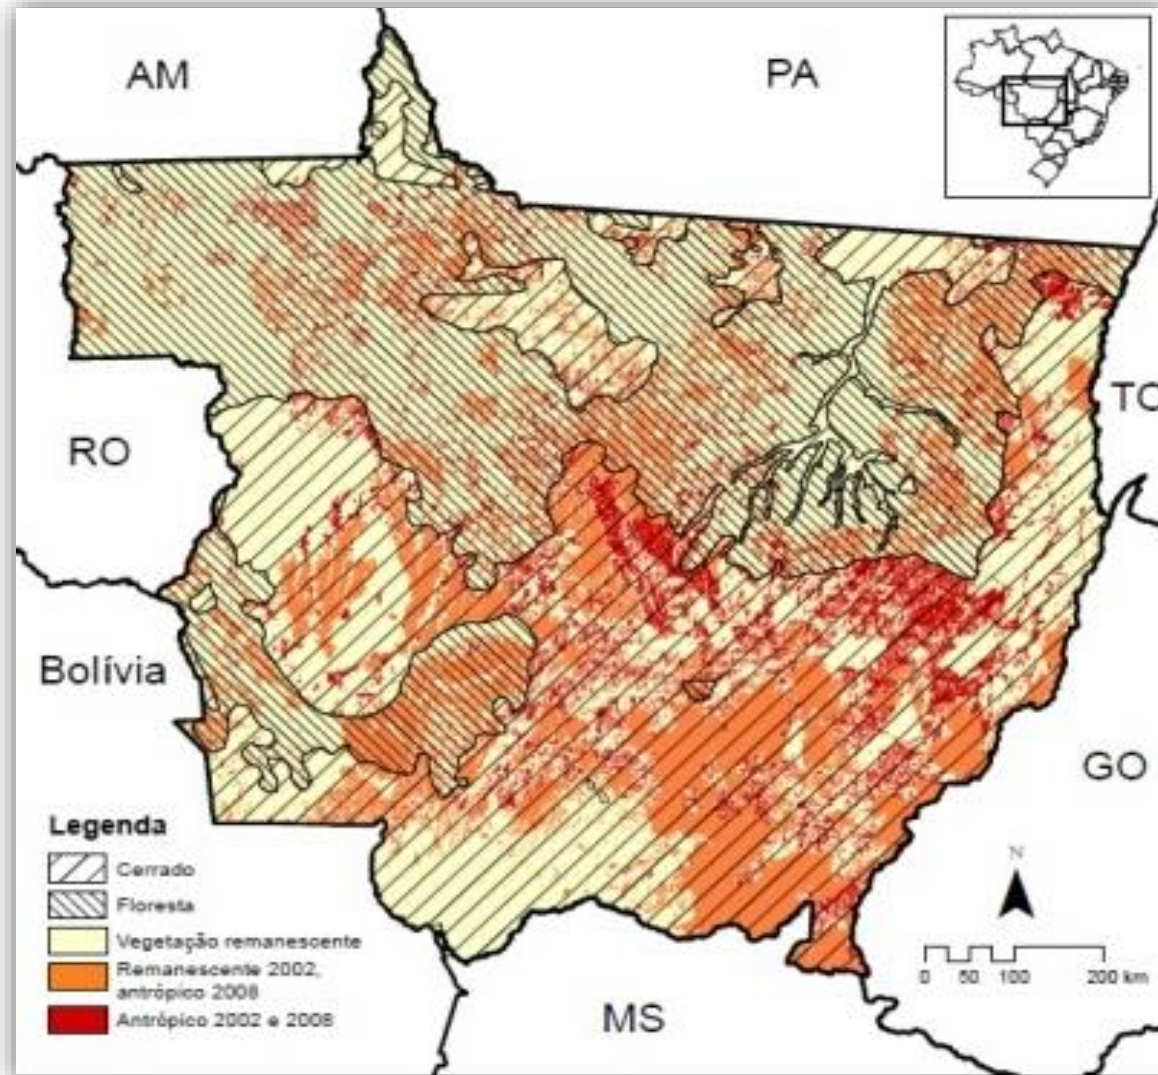 AM
PA
RO
TO
Bolívia
GO
MS
Legenda
Cerrado
Floresta
Vegetação remanescente
Remanescente 2002,
antrópico 2008
Antrópico 2002 e 2008
N
0 50 100 200 km